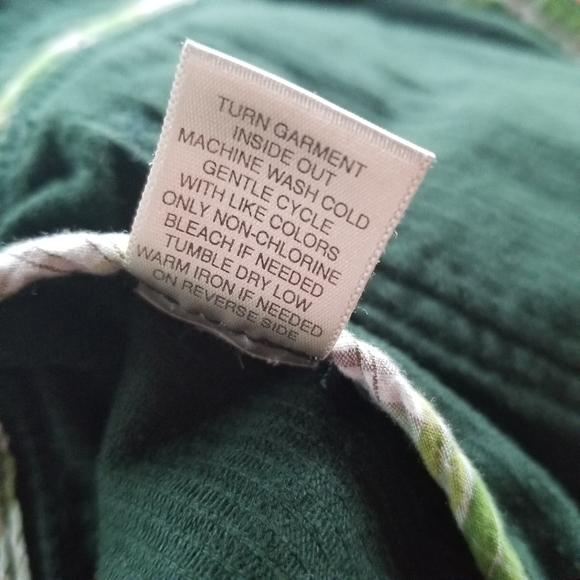 TURN GARMENT
INSIDE OUT
MACHINE WASH COLD
GENTLE CYCLE
WITH LIKE COLORS
ONLY NON-CHLORINE
BLEACH IF NEEDED
TUMBLE DRY LOW
WARM IRON IF NEEDED
ON REVERSE SIDE